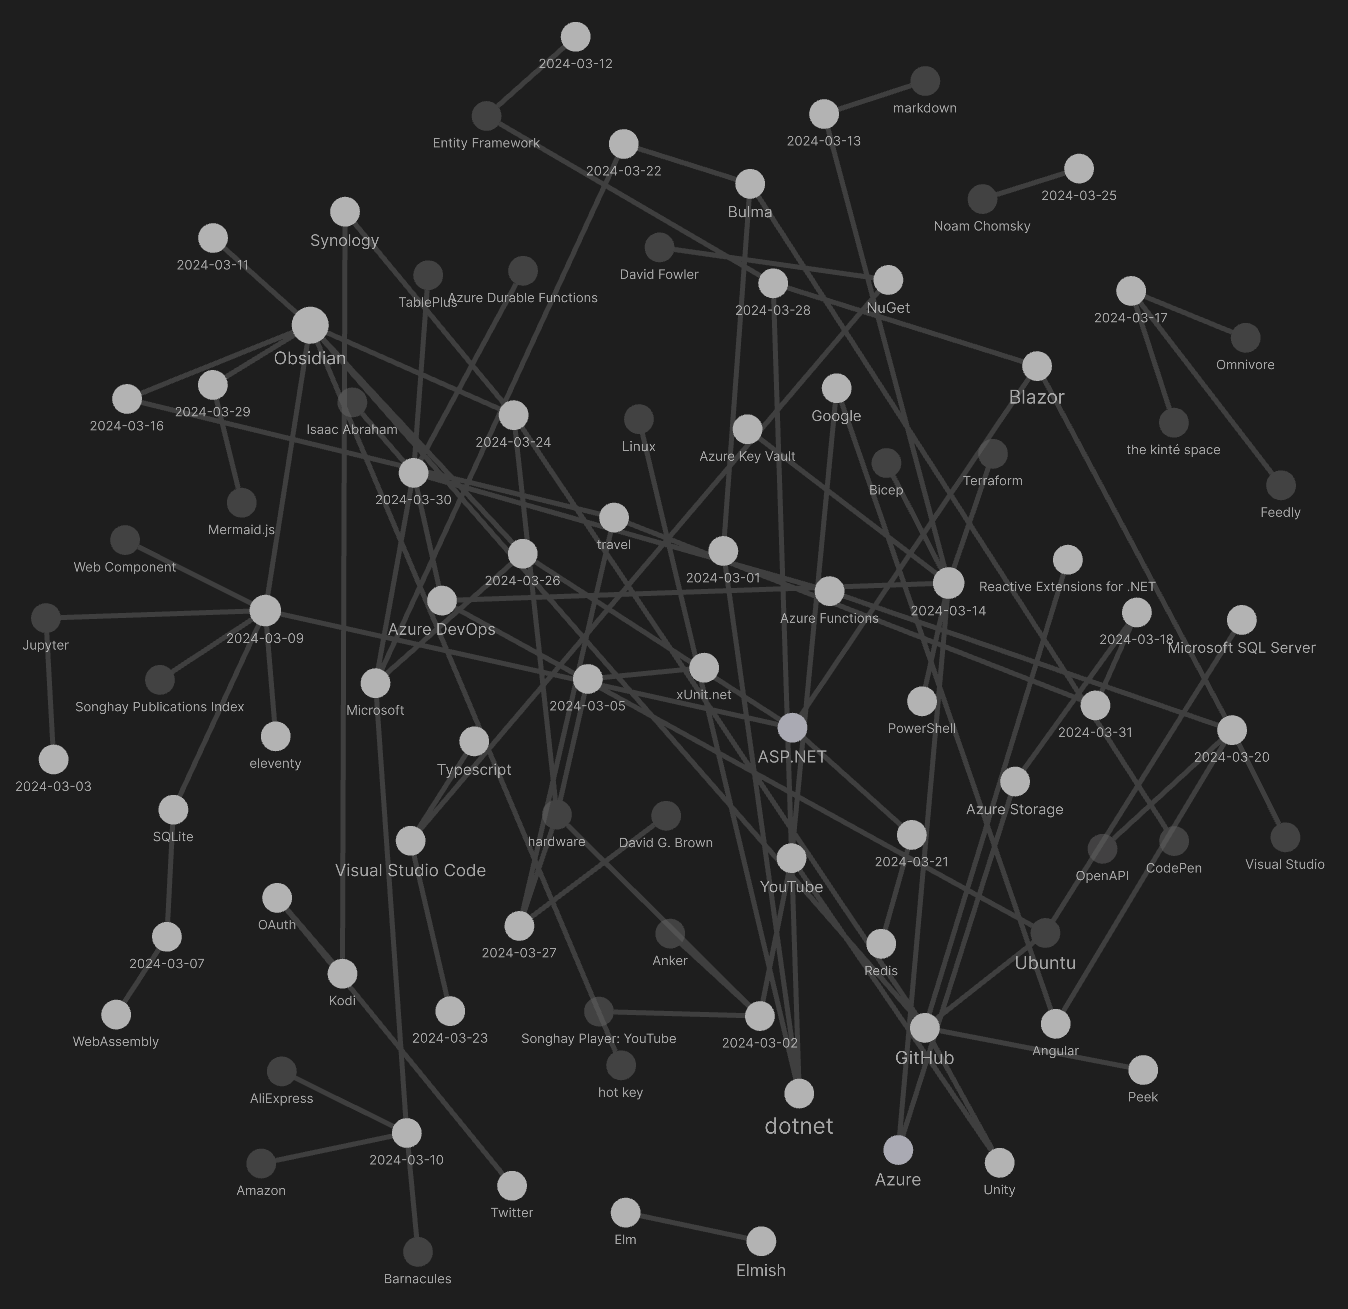 2024-03-12
markdown
Entity Framework
2024-03-13
2024-03-22
2024-03-25
Bulma
Noam Chomsky
Synology
2024-03-11
David Fowler
TablePlus
Azure Durable Functions
2024-03-28
NuGet
2024-03-17
Obsidian
Omnivore
Blazor
2024-03-16
2024-03-29
Isaac Abraham
2024-03-24
Linux
Google
Azure Key Vault
the kinté space
2024-03-30
Bicep
Terraform
Feedly
Mermaid.js
travel
Web Component
2024-03-26
2024-03-01
Reactive Extensions for .NET
2024-03-14
Azure Functions
Azure DevOps
2024-03-09
2024-03-18
Microsoft SQL Server
Jupyter
xUnit.net
Songhay Publications Index
Microsoft
2024-03-05
PowerShell
2024-03-31
ASP.NET
2024-03-20
eleventy
Typescript
2024-03-03
Azure Storage
SQLite
hardware
David G. Brown
Visual Studio Code
2024-03-21
YouTube
OpenAPI
CodePen
Visual Studio
OAuth
2024-03-07
2024-03-27
Anker
Redis
Ubuntu
Kodi
WebAssembly
2024-03-23
Songhay Player: YouTube
2024-03-02
GitHub
Angular
AliExpress
hot key
Peek
dotnet
2024-03-10
Amazon
Azure
Unity
Twitter
Elm
Elmish
Barnacules